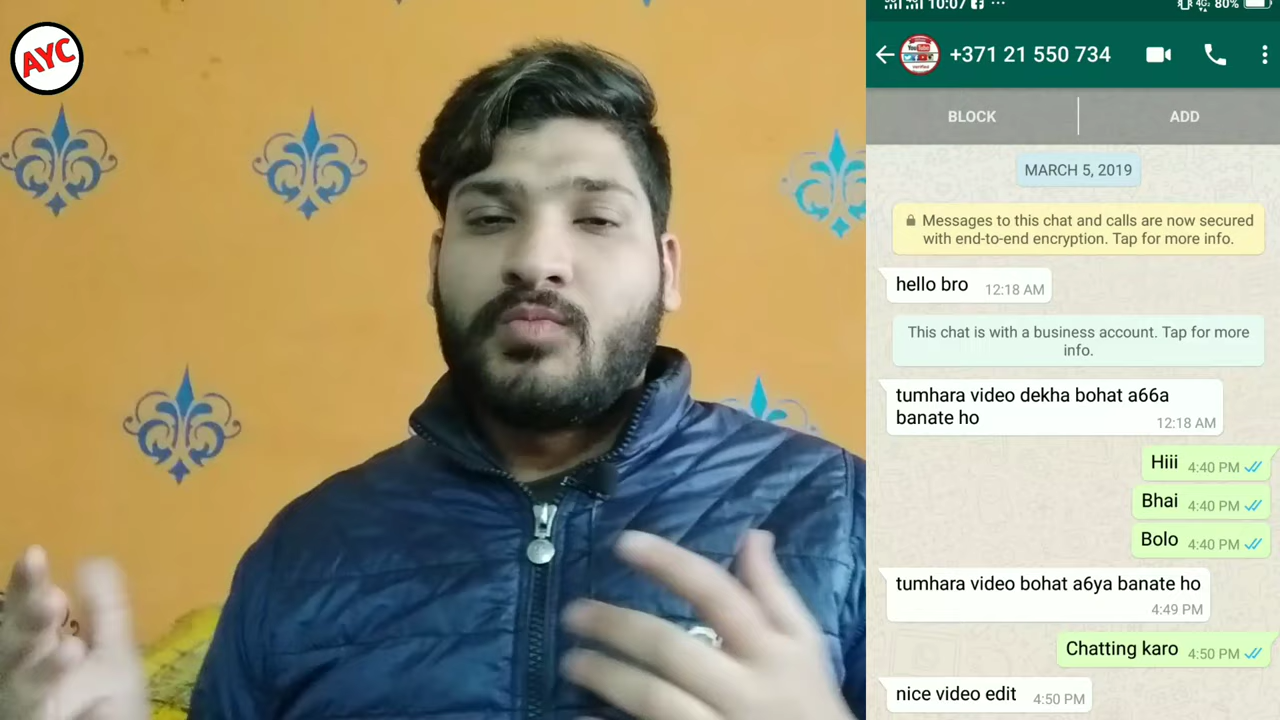 AYC
10:07
4G
80%
YouTube
Verified
+371 21 550 734
BLOCK
ADD
MARCH 5, 2019
Messages to this chat and calls are now secured
with end-to-end encryption. Tap for more info.
hello bro 12:18 AM
This chat is with a business account. Tap for more
info.
tumhara video dekha bohat a66a
banate ho 12:18 AM
Hiii 4:40 PM
Bhai 4:40 PM
Bolo 4:40 PM
tumhara video bohat a6ya banate ho
4:49 PM
Chatting karo 4:50 PM
nice video edit 4:50 PM